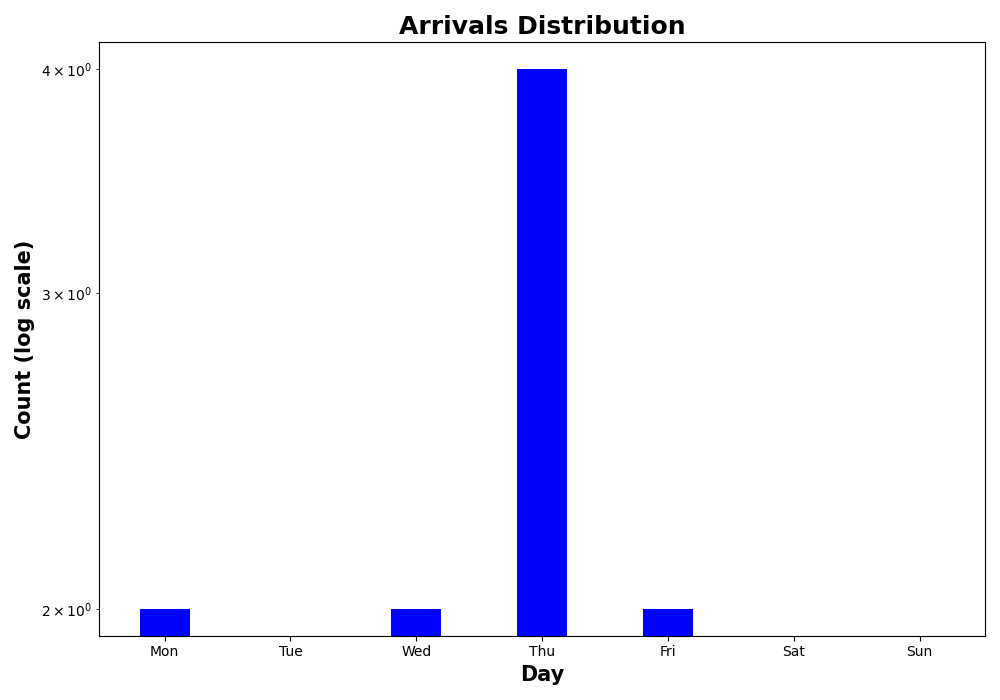 Arrivals Distribution
Count (log scale)
4 × 10⁰
3 × 10⁰
2 × 10⁰
Mon Tue Wed Thu Fri Sat Sun
Day